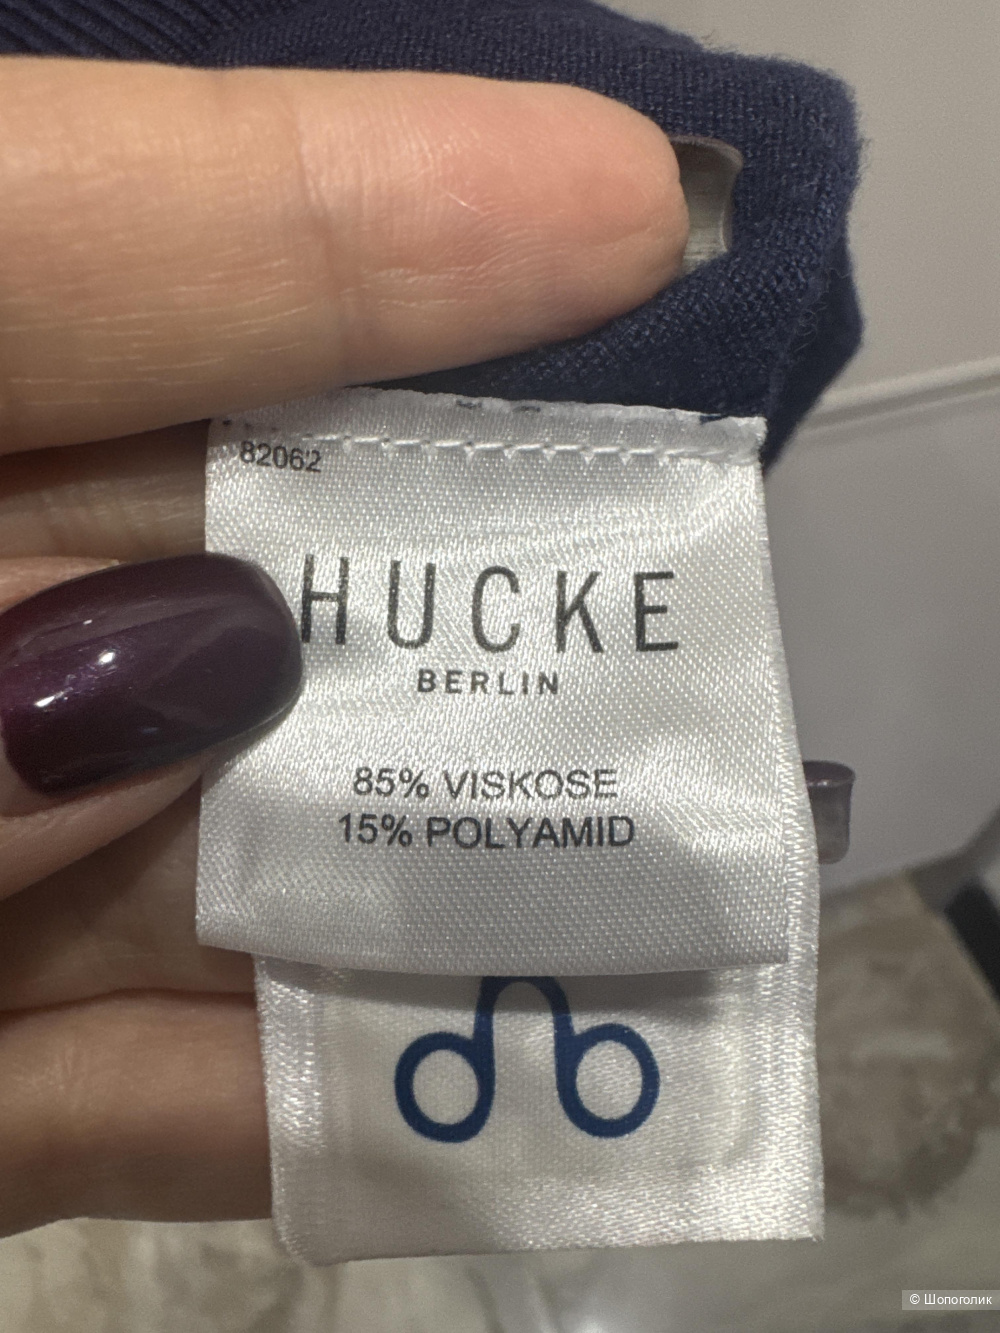 82062
HUCKE
BERLIN
85% VISKOSE
15% POLYAMID
© Шопоголик